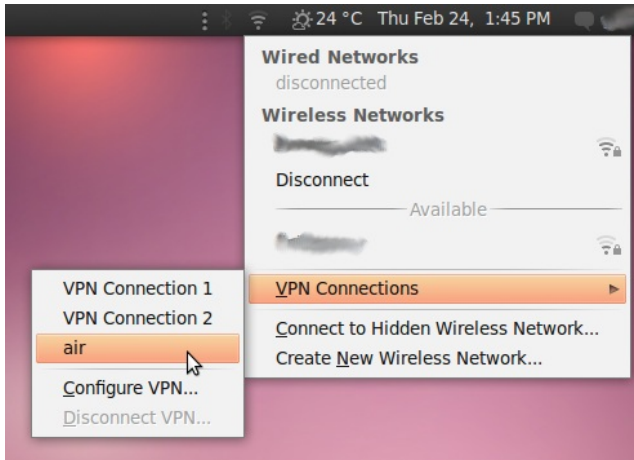 24 °C Thu Feb 24, 1:45 PM
Wired Networks
disconnected
Wireless Networks
Disconnect
Available
VPN Connections
Connect to Hidden Wireless Network...
Create New Wireless Network...
VPN Connection 1
VPN Connection 2
air
Configure VPN...
Disconnect VPN...